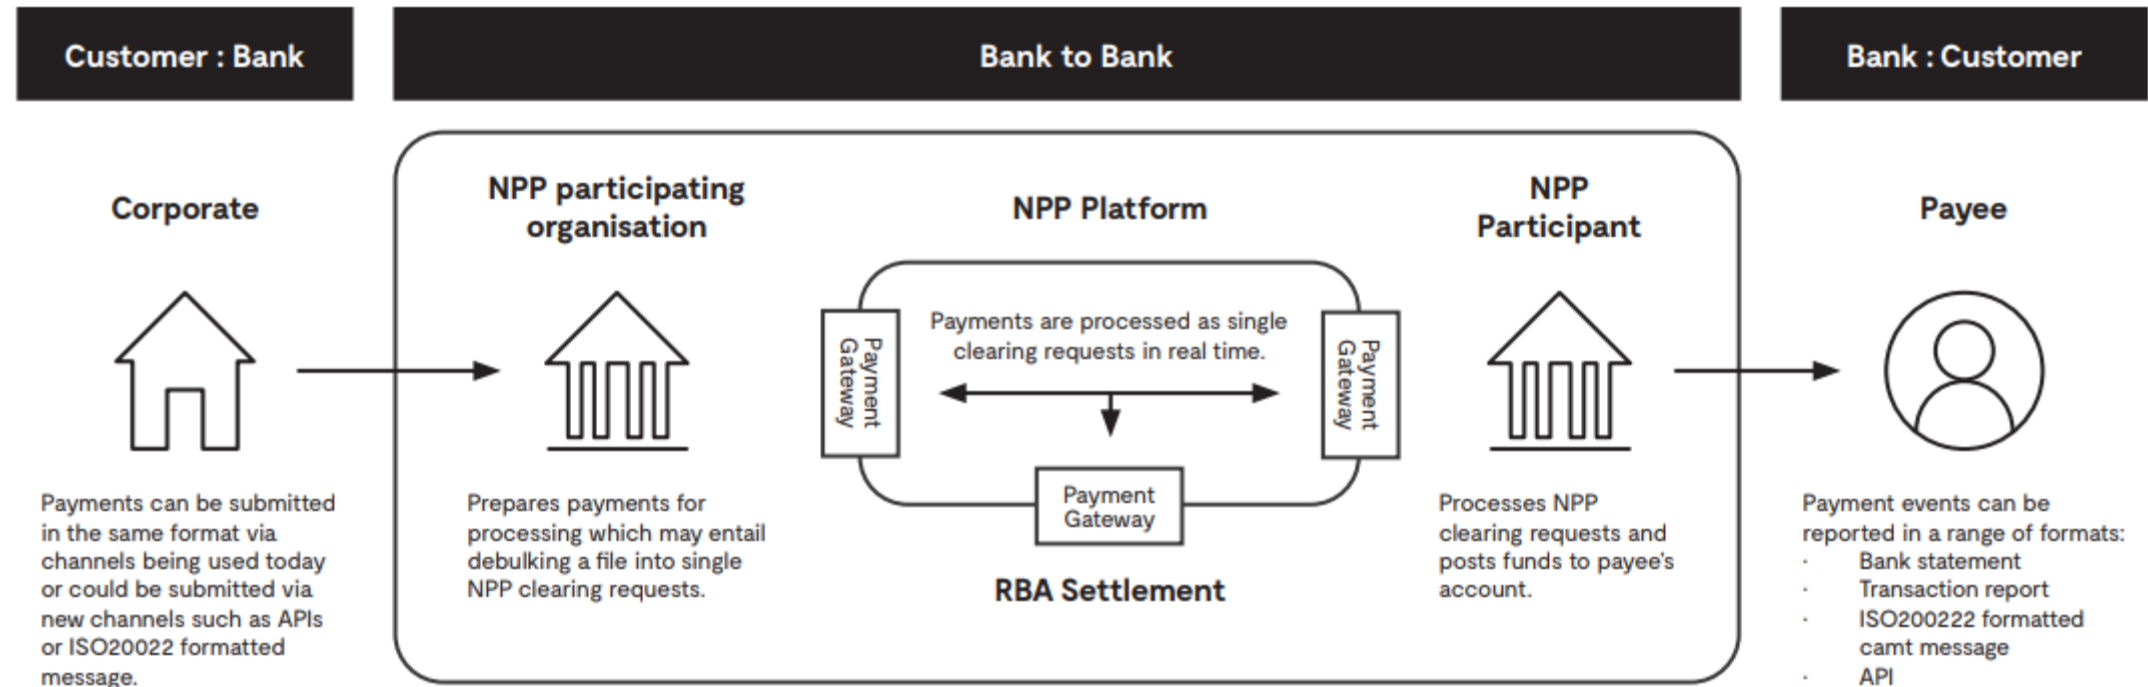 Customer : Bank
Bank to Bank
Bank : Customer
Corporate
Payments can be submitted
in the same format via
channels being used today
or could be submitted via
new channels such as APIs
or ISO20022 formatted
message.
NPP participating
organisation
Prepares payments for
processing which may entail
debulking a file into single
NPP clearing requests.
NPP Platform
Payment
Gateway
Payments are processed as single
clearing requests in real time.
Payment
Gateway
Payment
Gateway
RBA Settlement
NPP
Participant
Processes NPP
clearing requests and
posts funds to payee's
account.
Payee
Payment events can be
reported in a range of formats:
· Bank statement
· Transaction report
· ISO200222 formatted
camt message
· API